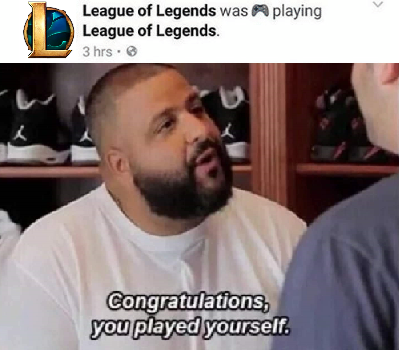 League of Legends was 🎮 playing
League of Legends.
3 hrs •
Congratulations,
you played yourself.